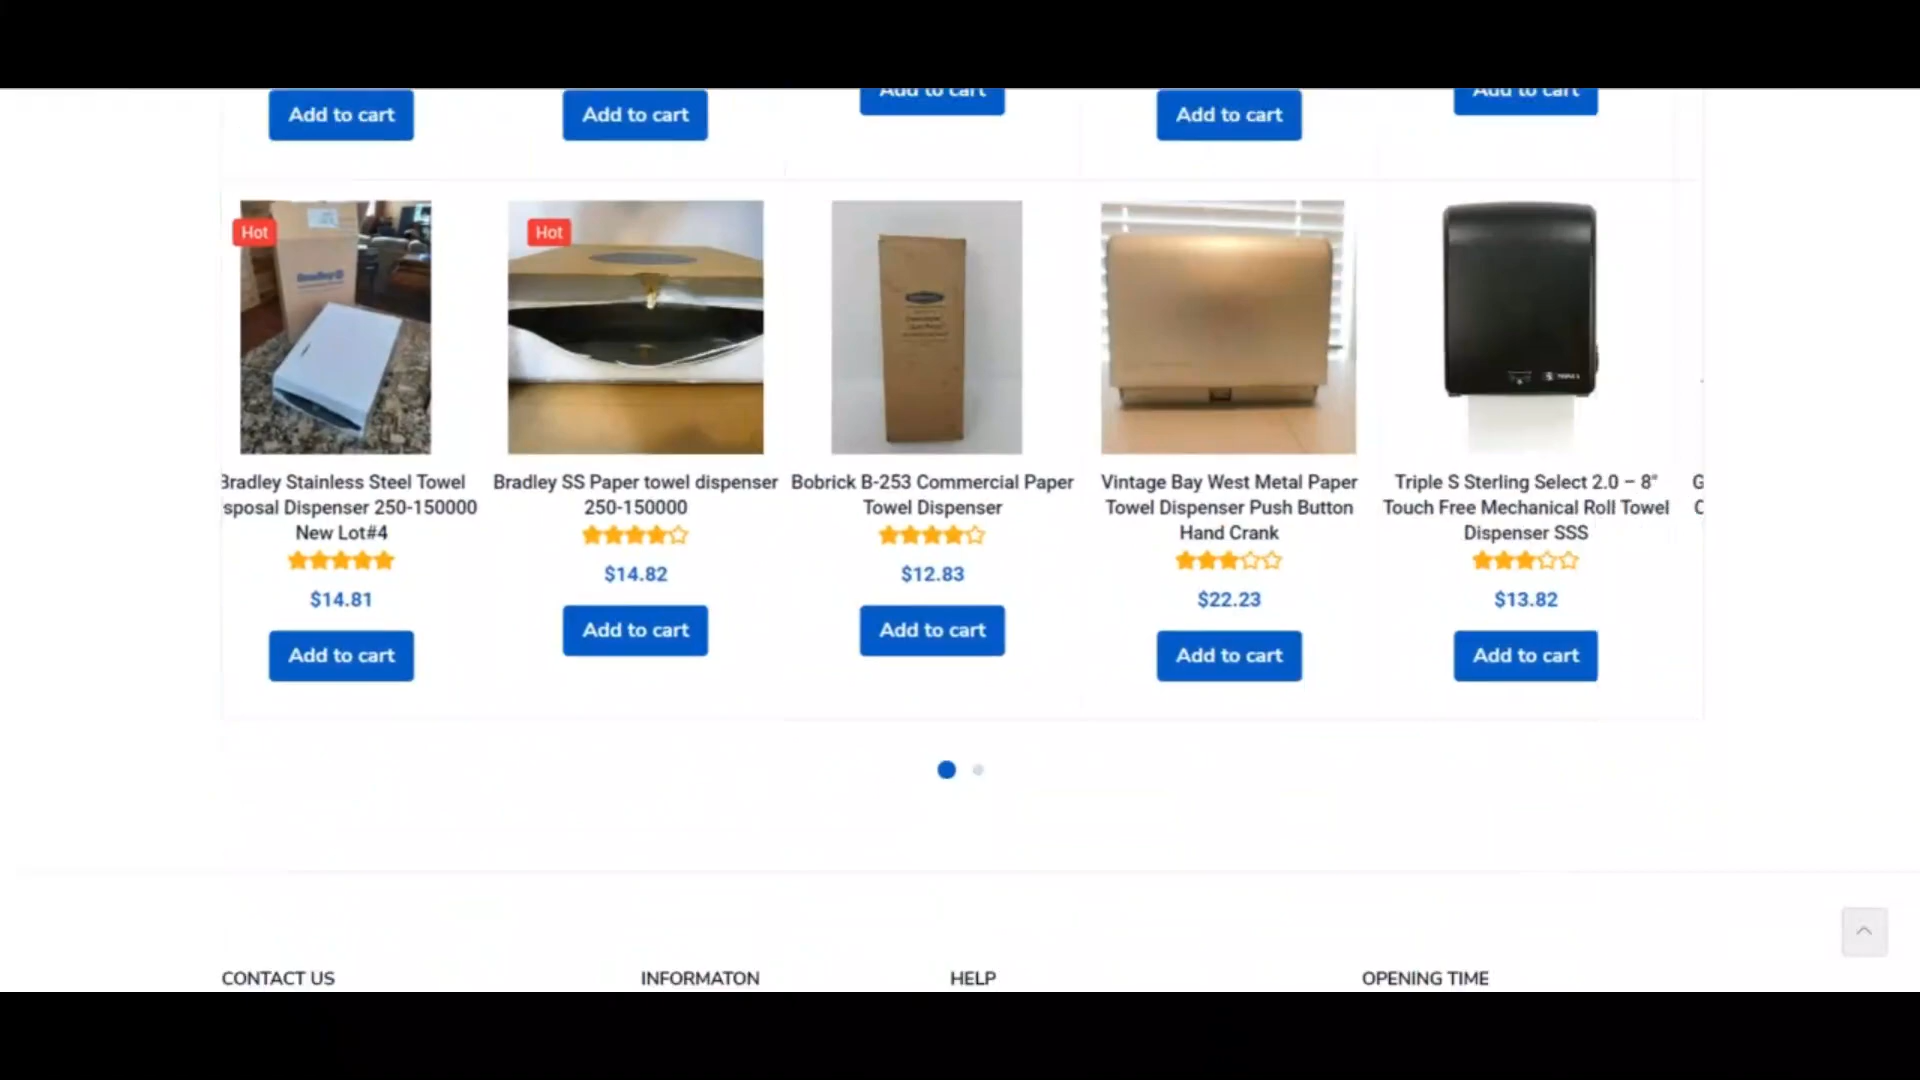 Add to cart
Add to cart
Add to cart
Add to cart
Add to cart
Hot
Hot
Bradley
Bradley Stainless Steel Towel
sposal Dispenser 250-150000
New Lot#4
$14.81
Add to cart
Bradley SS Paper towel dispenser
250-150000
$14.82
Add to cart
Bobrick B-253 Commercial Paper
Towel Dispenser
$12.83
Add to cart
Vintage Bay West Metal Paper
Towel Dispenser Push Button
Hand Crank
$22.23
Add to cart
Triple S Sterling Select 2.0 – 8"
Touch Free Mechanical Roll Towel
Dispenser SSS
$13.82
Add to cart
CONTACT US
INFORMATON
HELP
OPENING TIME